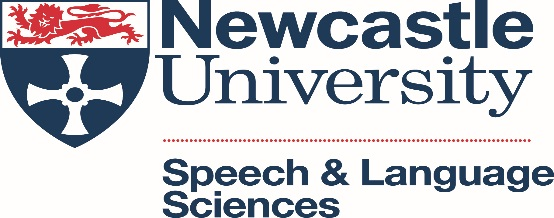 Newcastle
University
Speech & Language
Sciences